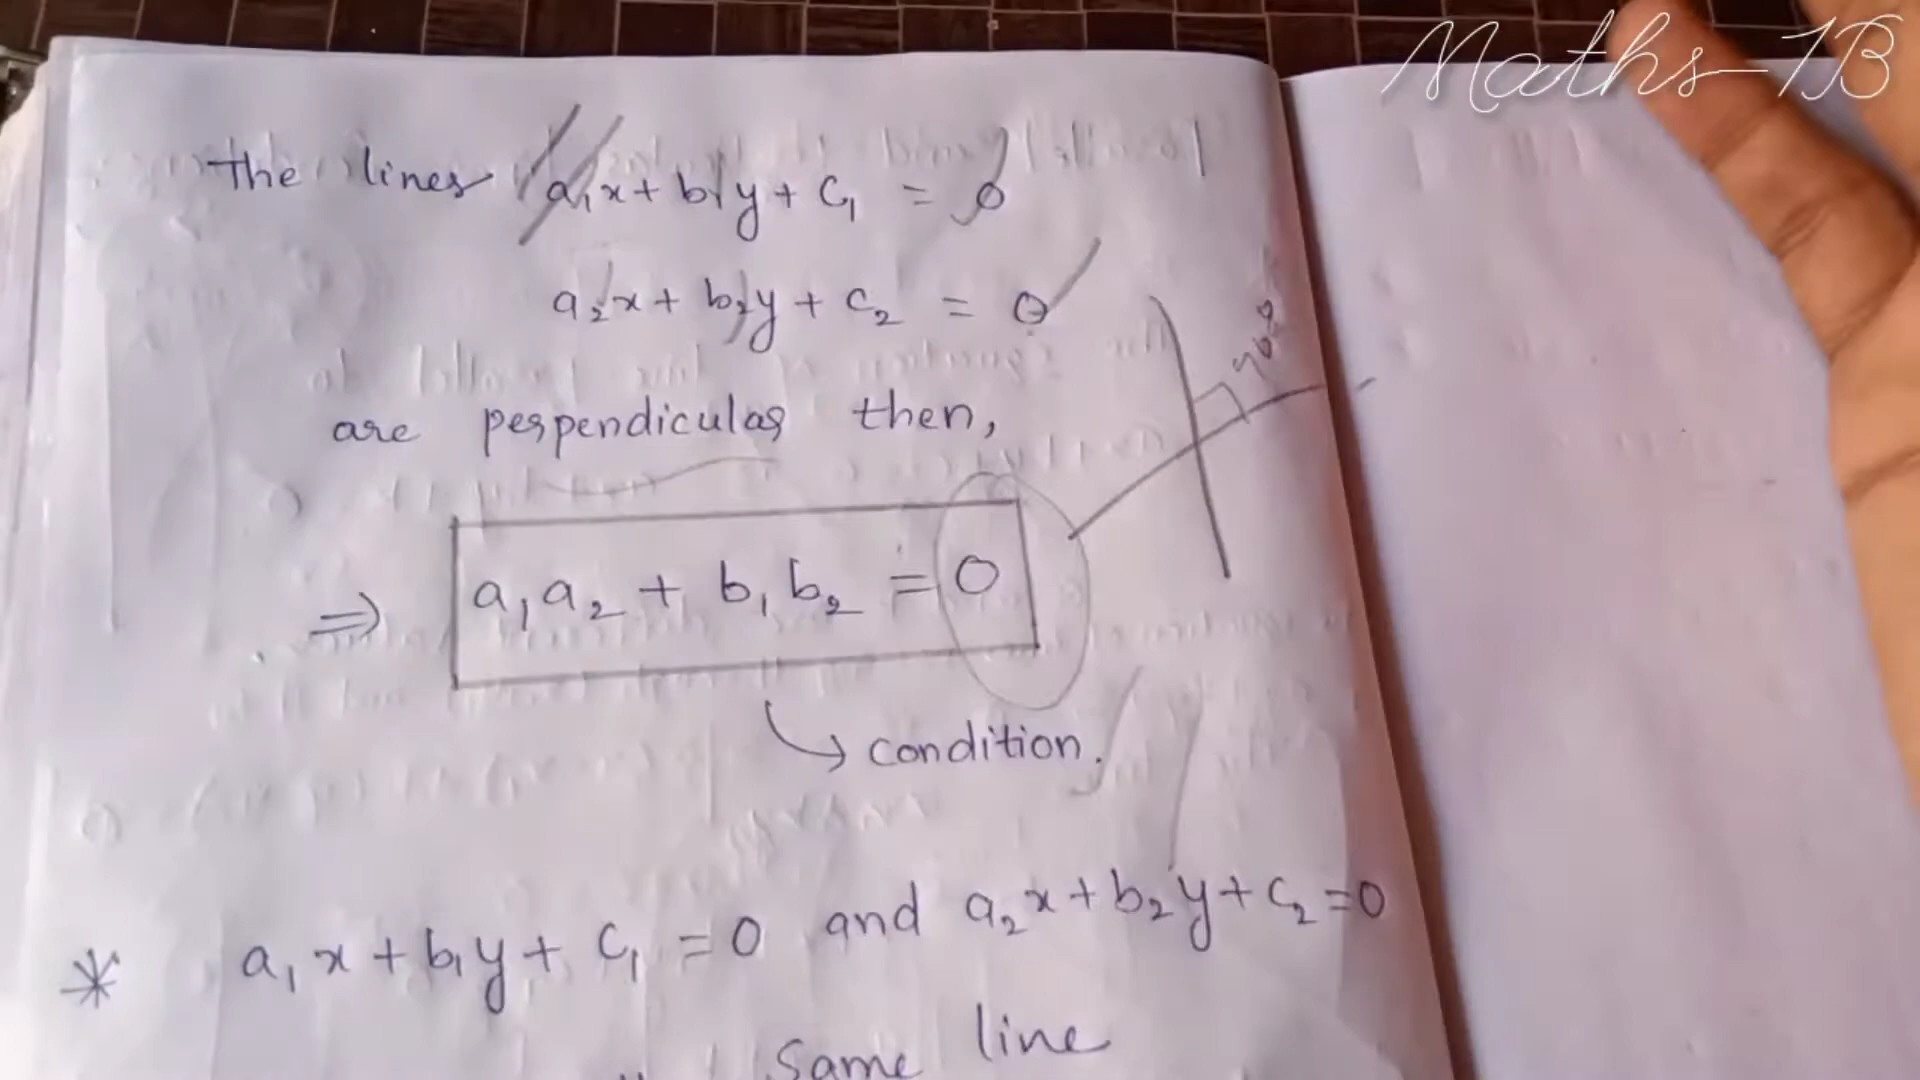 Maths-1B
The lines a₁x + b₁y + c₁ = 0
a₂x + b₂y + c₂ = 0
90°
are perpendicular then,
⇒ a₁a₂ + b₁b₂ = 0
↳ condition.
* a₁x + b₁y + c₁ = 0 and a₂x + b₂y + c₂ = 0
Same line